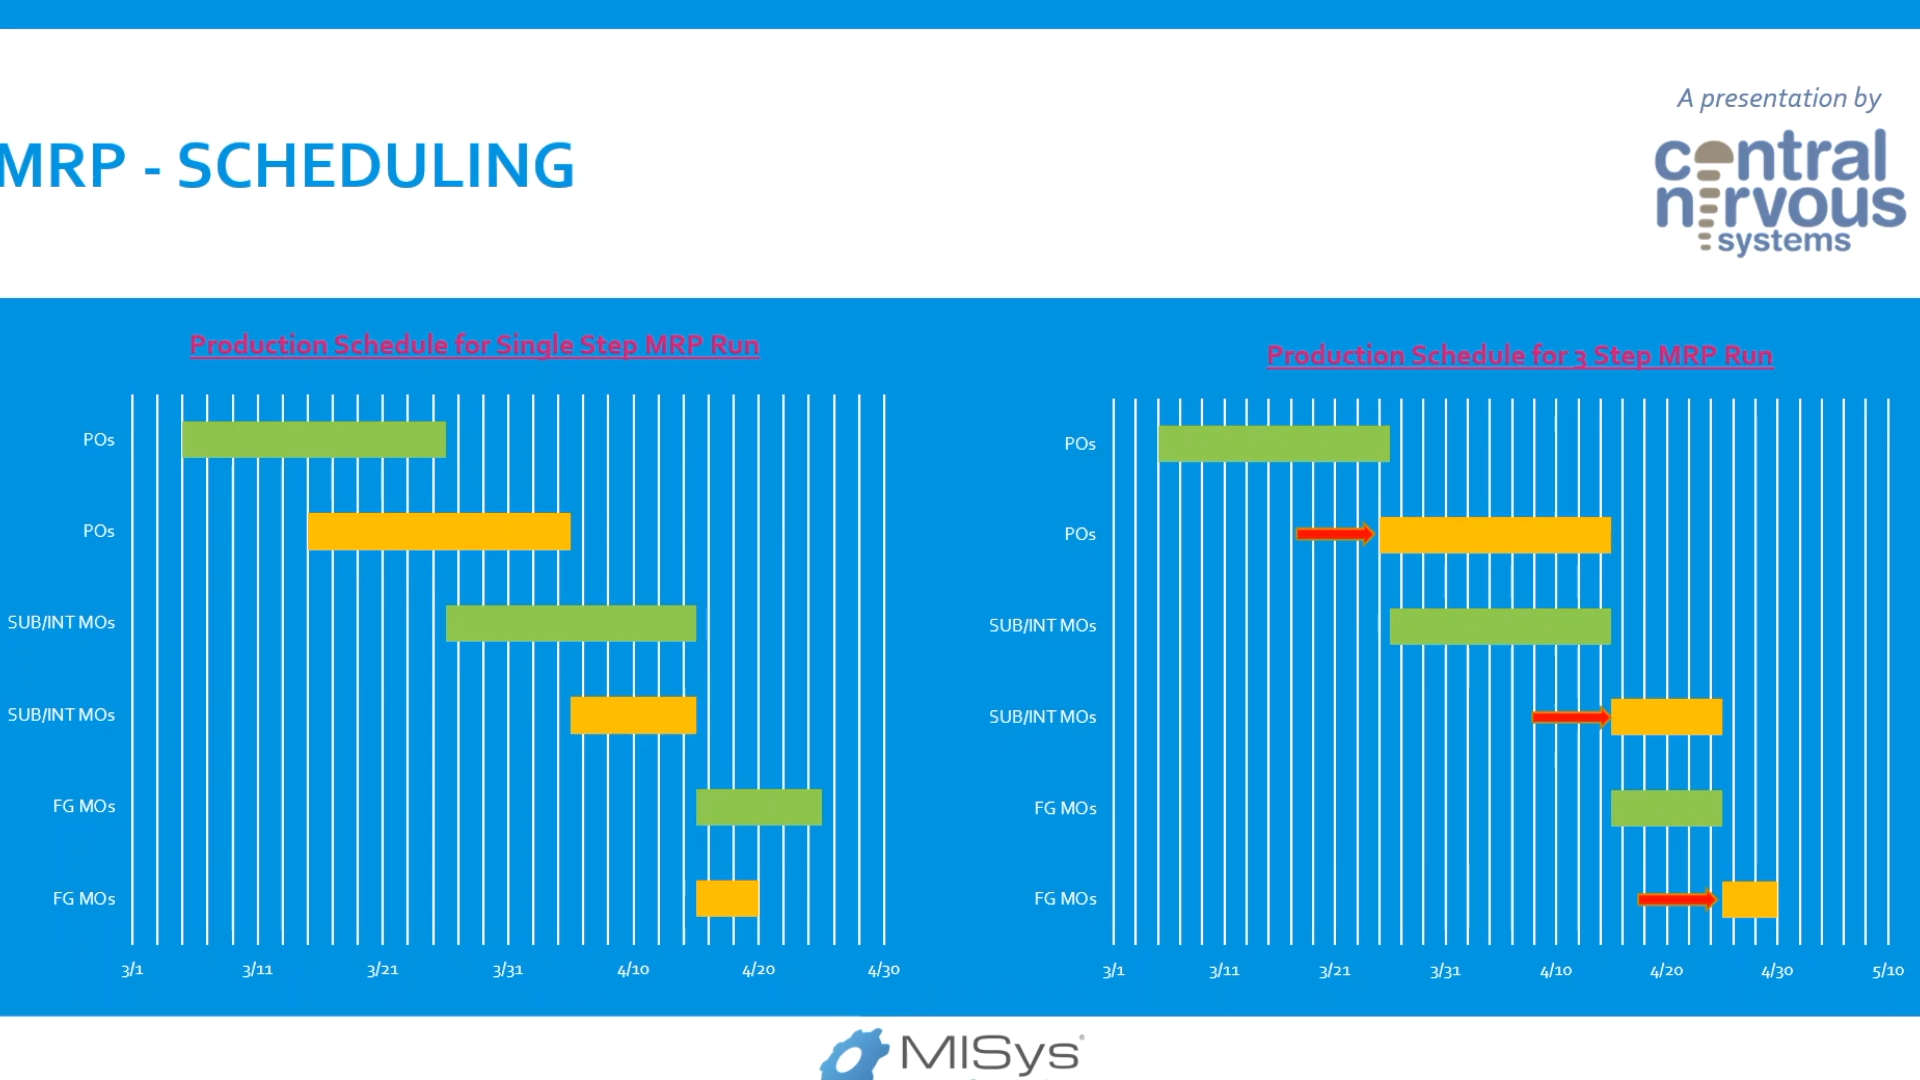 A presentation by
MRP - SCHEDULING
central
nervous
systems
Production Schedule for Single Step MRP Run
POs
POs
SUB/INT MOs
SUB/INT MOs
FG MOs
FG MOs
3/1 3/11 3/21 3/31 4/10 4/20 4/30
Production Schedule for 3 Step MRP Run
POs
POs
SUB/INT MOs
SUB/INT MOs
FG MOs
FG MOs
3/1 3/11 3/21 3/31 4/10 4/20 4/30 5/10
MISys®